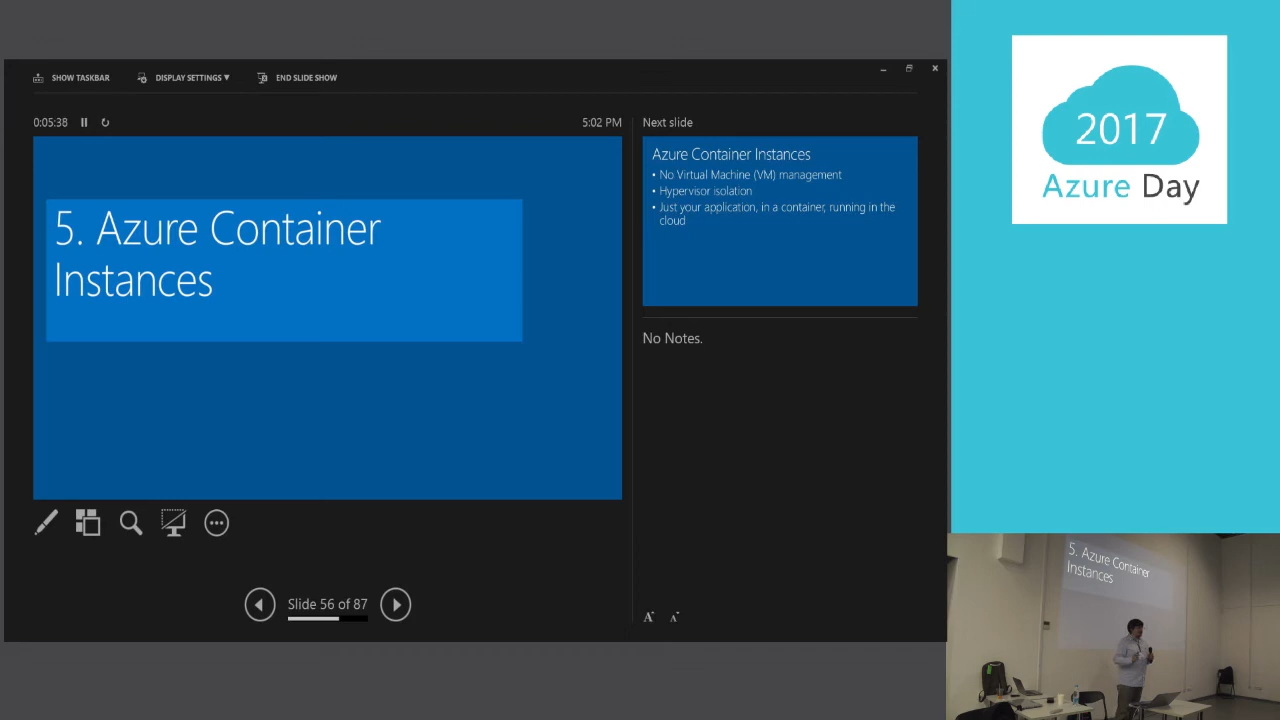 SHOW TASKBAR
DISPLAY SETTINGS ▼
END SLIDE SHOW
0:05:38
5:02 PM
5. Azure Container
Instances
Slide 56 of 87
Next slide
Azure Container Instances
• No Virtual Machine (VM) management
• Hypervisor isolation
• Just your application, in a container, running in the
cloud
No Notes.
A A
2017
Azure Day
5. Azure Container
Instances